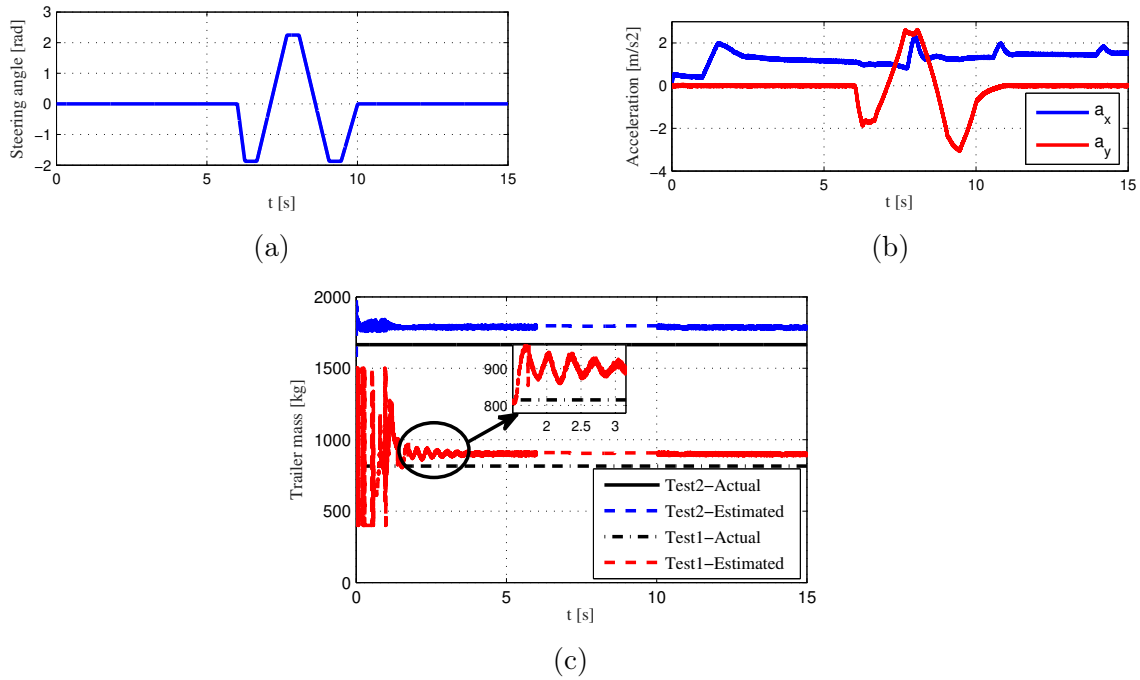 3
2
1
0
−1
−2
Steering angle [rad]
0
5
10
15
t [s]
(a)
2
0
−2
−4
Acceleration [m/s2]
a_x
a_y
0
5
10
15
t [s]
(b)
2000
1500
1000
500
0
Trailer mass [kg]
900
800
2
2.5
3
Test2−Actual
Test2−Estimated
Test1−Actual
Test1−Estimated
0
5
10
15
t [s]
(c)